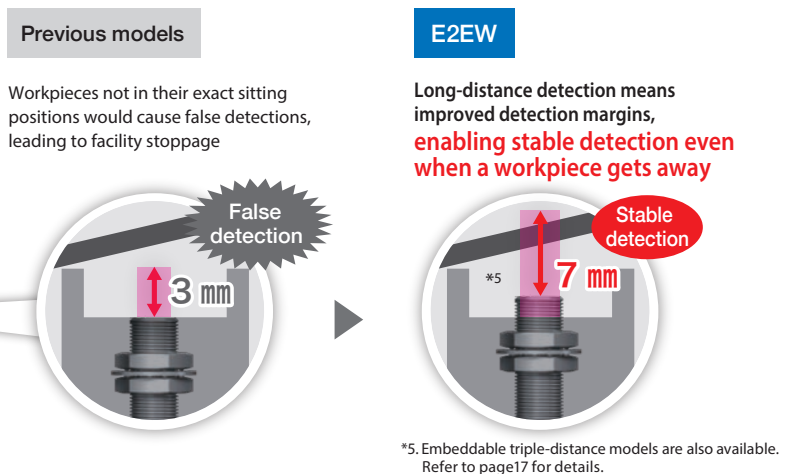 Previous models
Workpieces not in their exact sitting
positions would cause false detections,
leading to facility stoppage
False
detection
3 mm
E2EW
Long-distance detection means
improved detection margins,
enabling stable detection even
when a workpiece gets away
Stable
detection
*5
7 mm
*5. Embeddable triple-distance models are also available.
Refer to page17 for details.